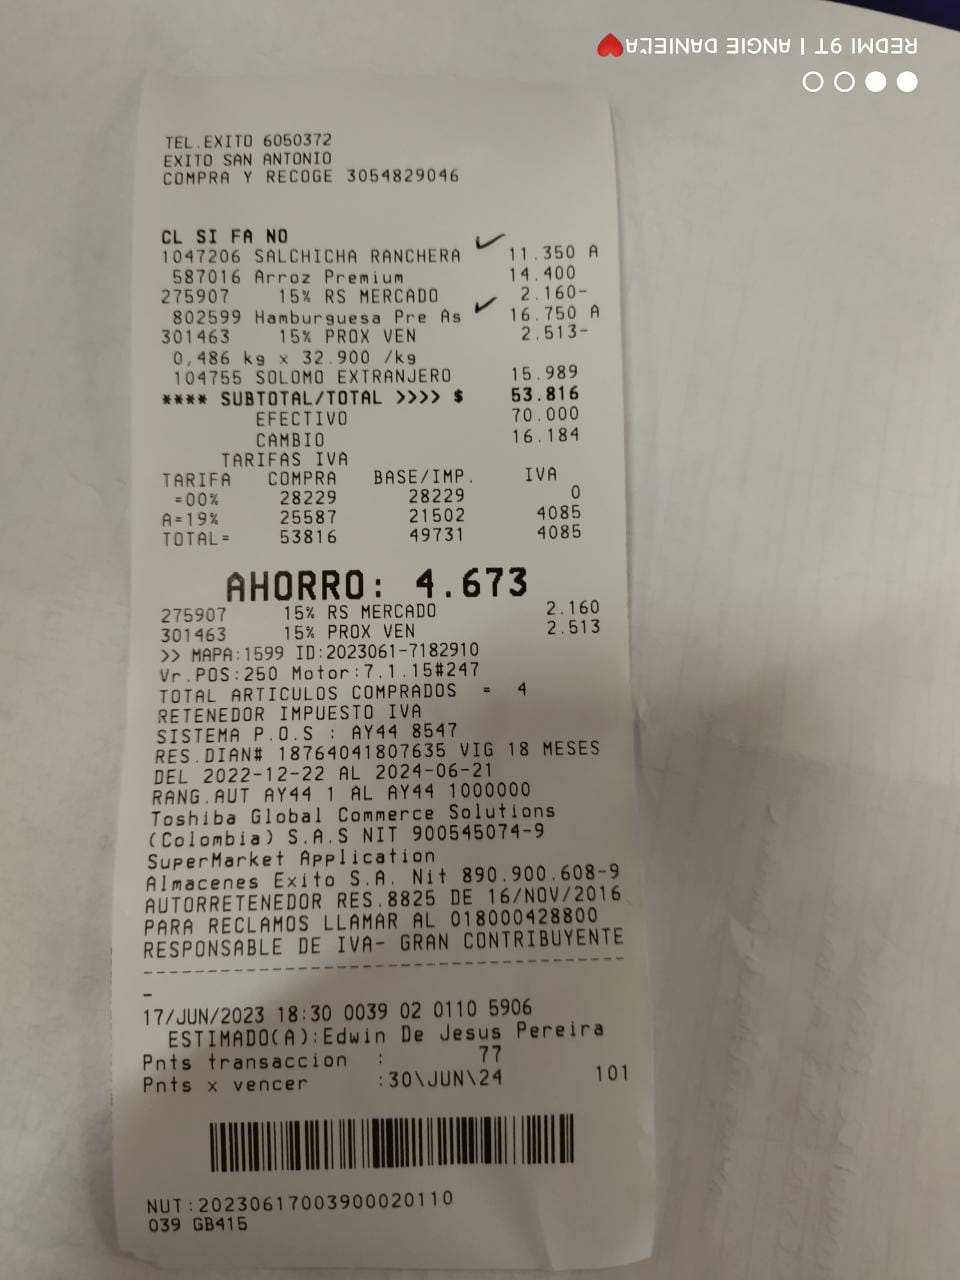 REDMI 9T | ANGIE DANIELA
TEL.EXITO 6050372
EXITO SAN ANTONIO
COMPRA Y RECOGE 3054829046
CL SI FA NO
1047206 SALCHICHA RANCHERA 11.350 A
587016 Arroz Premium 14.400
275907 15% RS MERCADO 2.160-
802599 Hamburguesa Pre As 16.750 A
301463 15% PROX VEN 2.513-
0,486 kg x 32.900 /kg
104755 SOLOMO EXTRANJERO 15.989
**** SUBTOTAL/TOTAL >>>> $ 53.816
EFECTIVO 70.000
CAMBIO 16.184
TARIFAS IVA
TARIFA COMPRA BASE/IMP. IVA
=00% 28229 28229 0
A=19% 25587 21502 4085
TOTAL= 53816 49731 4085
AHORRO: 4.673
275907 15% RS MERCADO 2.160
301463 15% PROX VEN 2.513
>> MAPA:1599 ID:2023061-7182910
Vr.POS:250 Motor:7.1.15#247
TOTAL ARTICULOS COMPRADOS = 4
RETENEDOR IMPUESTO IVA
SISTEMA P.O.S : AY44 8547
RES.DIAN# 18764041807635 VIG 18 MESES
DEL 2022-12-22 AL 2024-06-21
RANG.AUT AY44 1 AL AY44 1000000
Toshiba Global Commerce Solutions
(Colombia) S.A.S NIT 900545074-9
SuperMarket Application
Almacenes Exito S.A. Nit 890.900.608-9
AUTORRETENEDOR RES.8825 DE 16/NOV/2016
PARA RECLAMOS LLAMAR AL 018000428800
RESPONSABLE DE IVA- GRAN CONTRIBUYENTE
--------------------------------------
-
17/JUN/2023 18:30 0039 02 0110 5906
ESTIMADO(A):Edwin De Jesus Pereira
Pnts transaccion : 77
Pnts x vencer :30\JUN\24 101
NUT:20230617003900020110
039 GB415